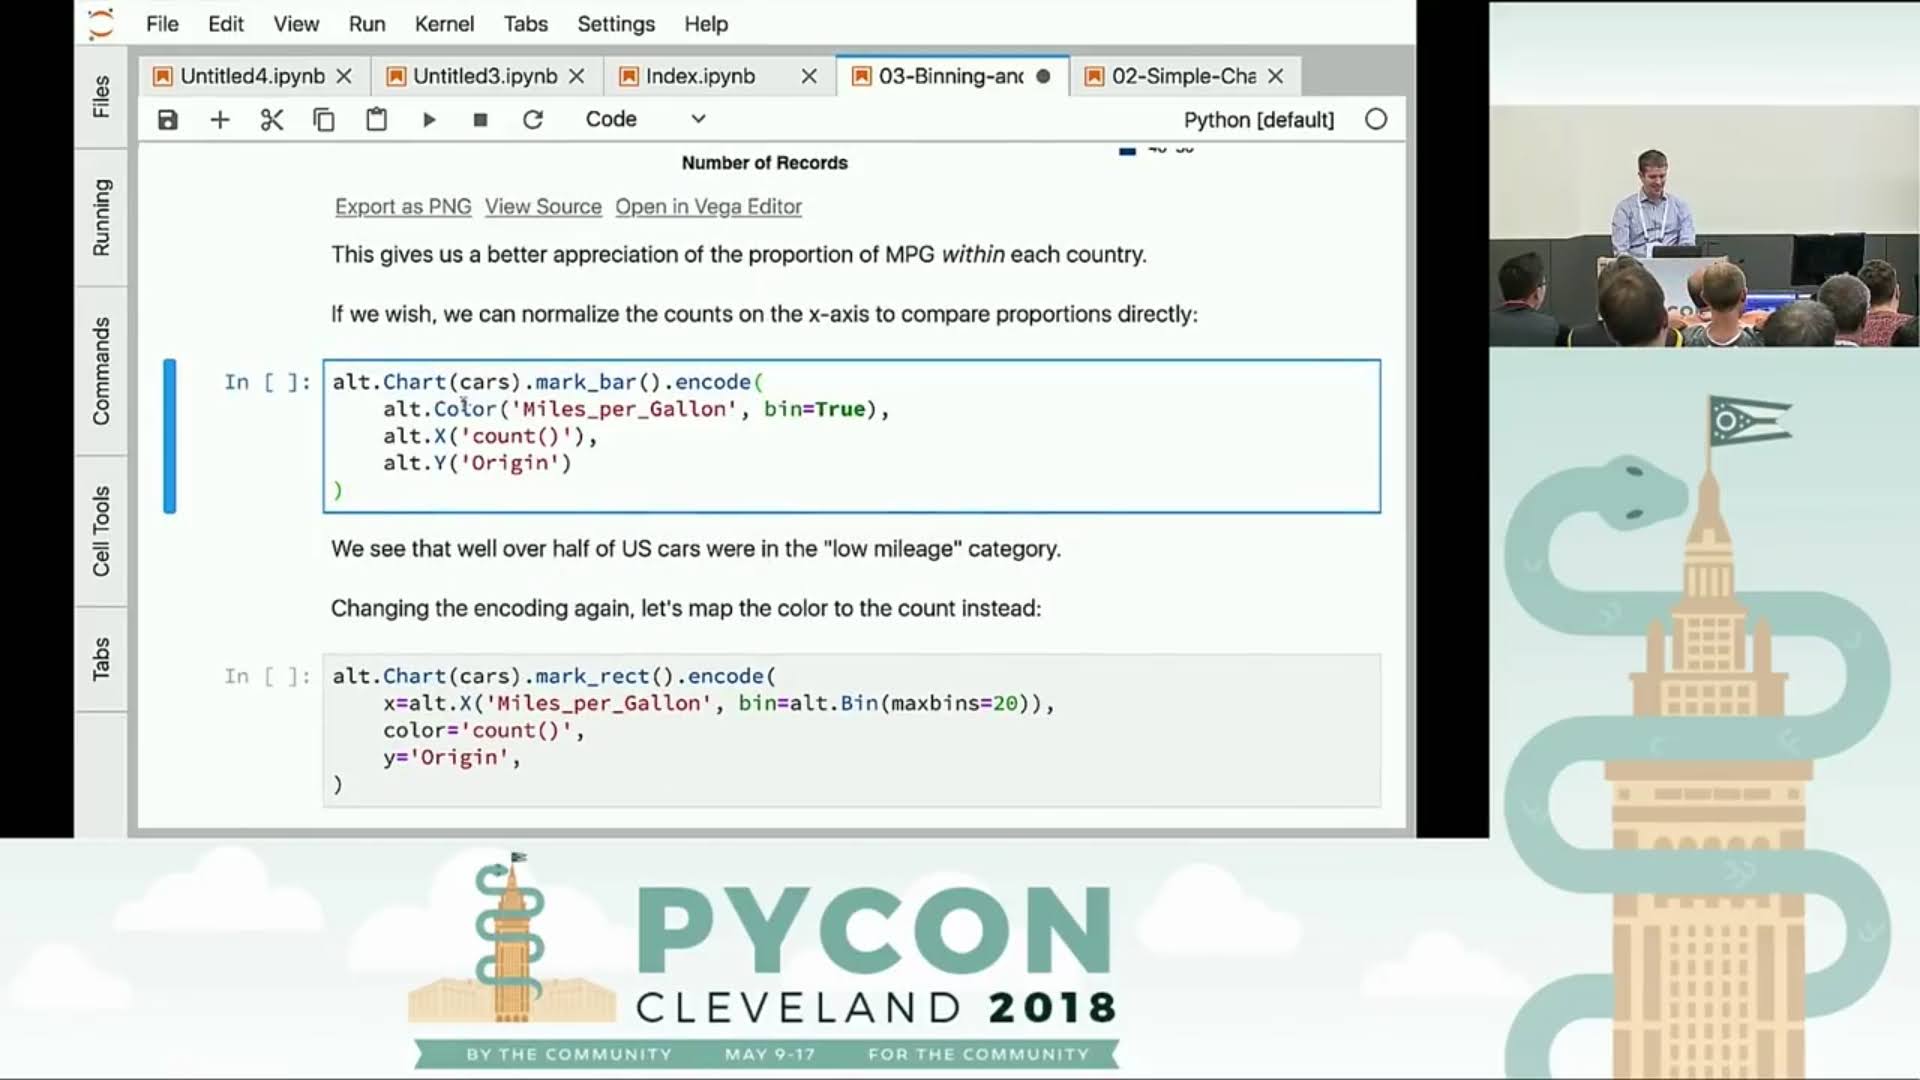 File Edit View Run Kernel Tabs Settings Help
Untitled4.ipynb Untitled3.ipynb Index.ipynb 03-Binning-anc 02-Simple-Cha
Code Python [default]
Files
Running
Commands
Cell Tools
Tabs
Number of Records
Export as PNG View Source Open in Vega Editor
This gives us a better appreciation of the proportion of MPG within each country.
If we wish, we can normalize the counts on the x-axis to compare proportions directly:
In [ ]: alt.Chart(cars).mark_bar().encode(
alt.Color('Miles_per_Gallon', bin=True),
alt.X('count()'),
alt.Y('Origin')
)
We see that well over half of US cars were in the "low mileage" category.
Changing the encoding again, let's map the color to the count instead:
In [ ]: alt.Chart(cars).mark_rect().encode(
x=alt.X('Miles_per_Gallon', bin=alt.Bin(maxbins=20)),
color='count()',
y='Origin',
)
PYCON
CLEVELAND 2018
BY THE COMMUNITY MAY 9-17 FOR THE COMMUNITY